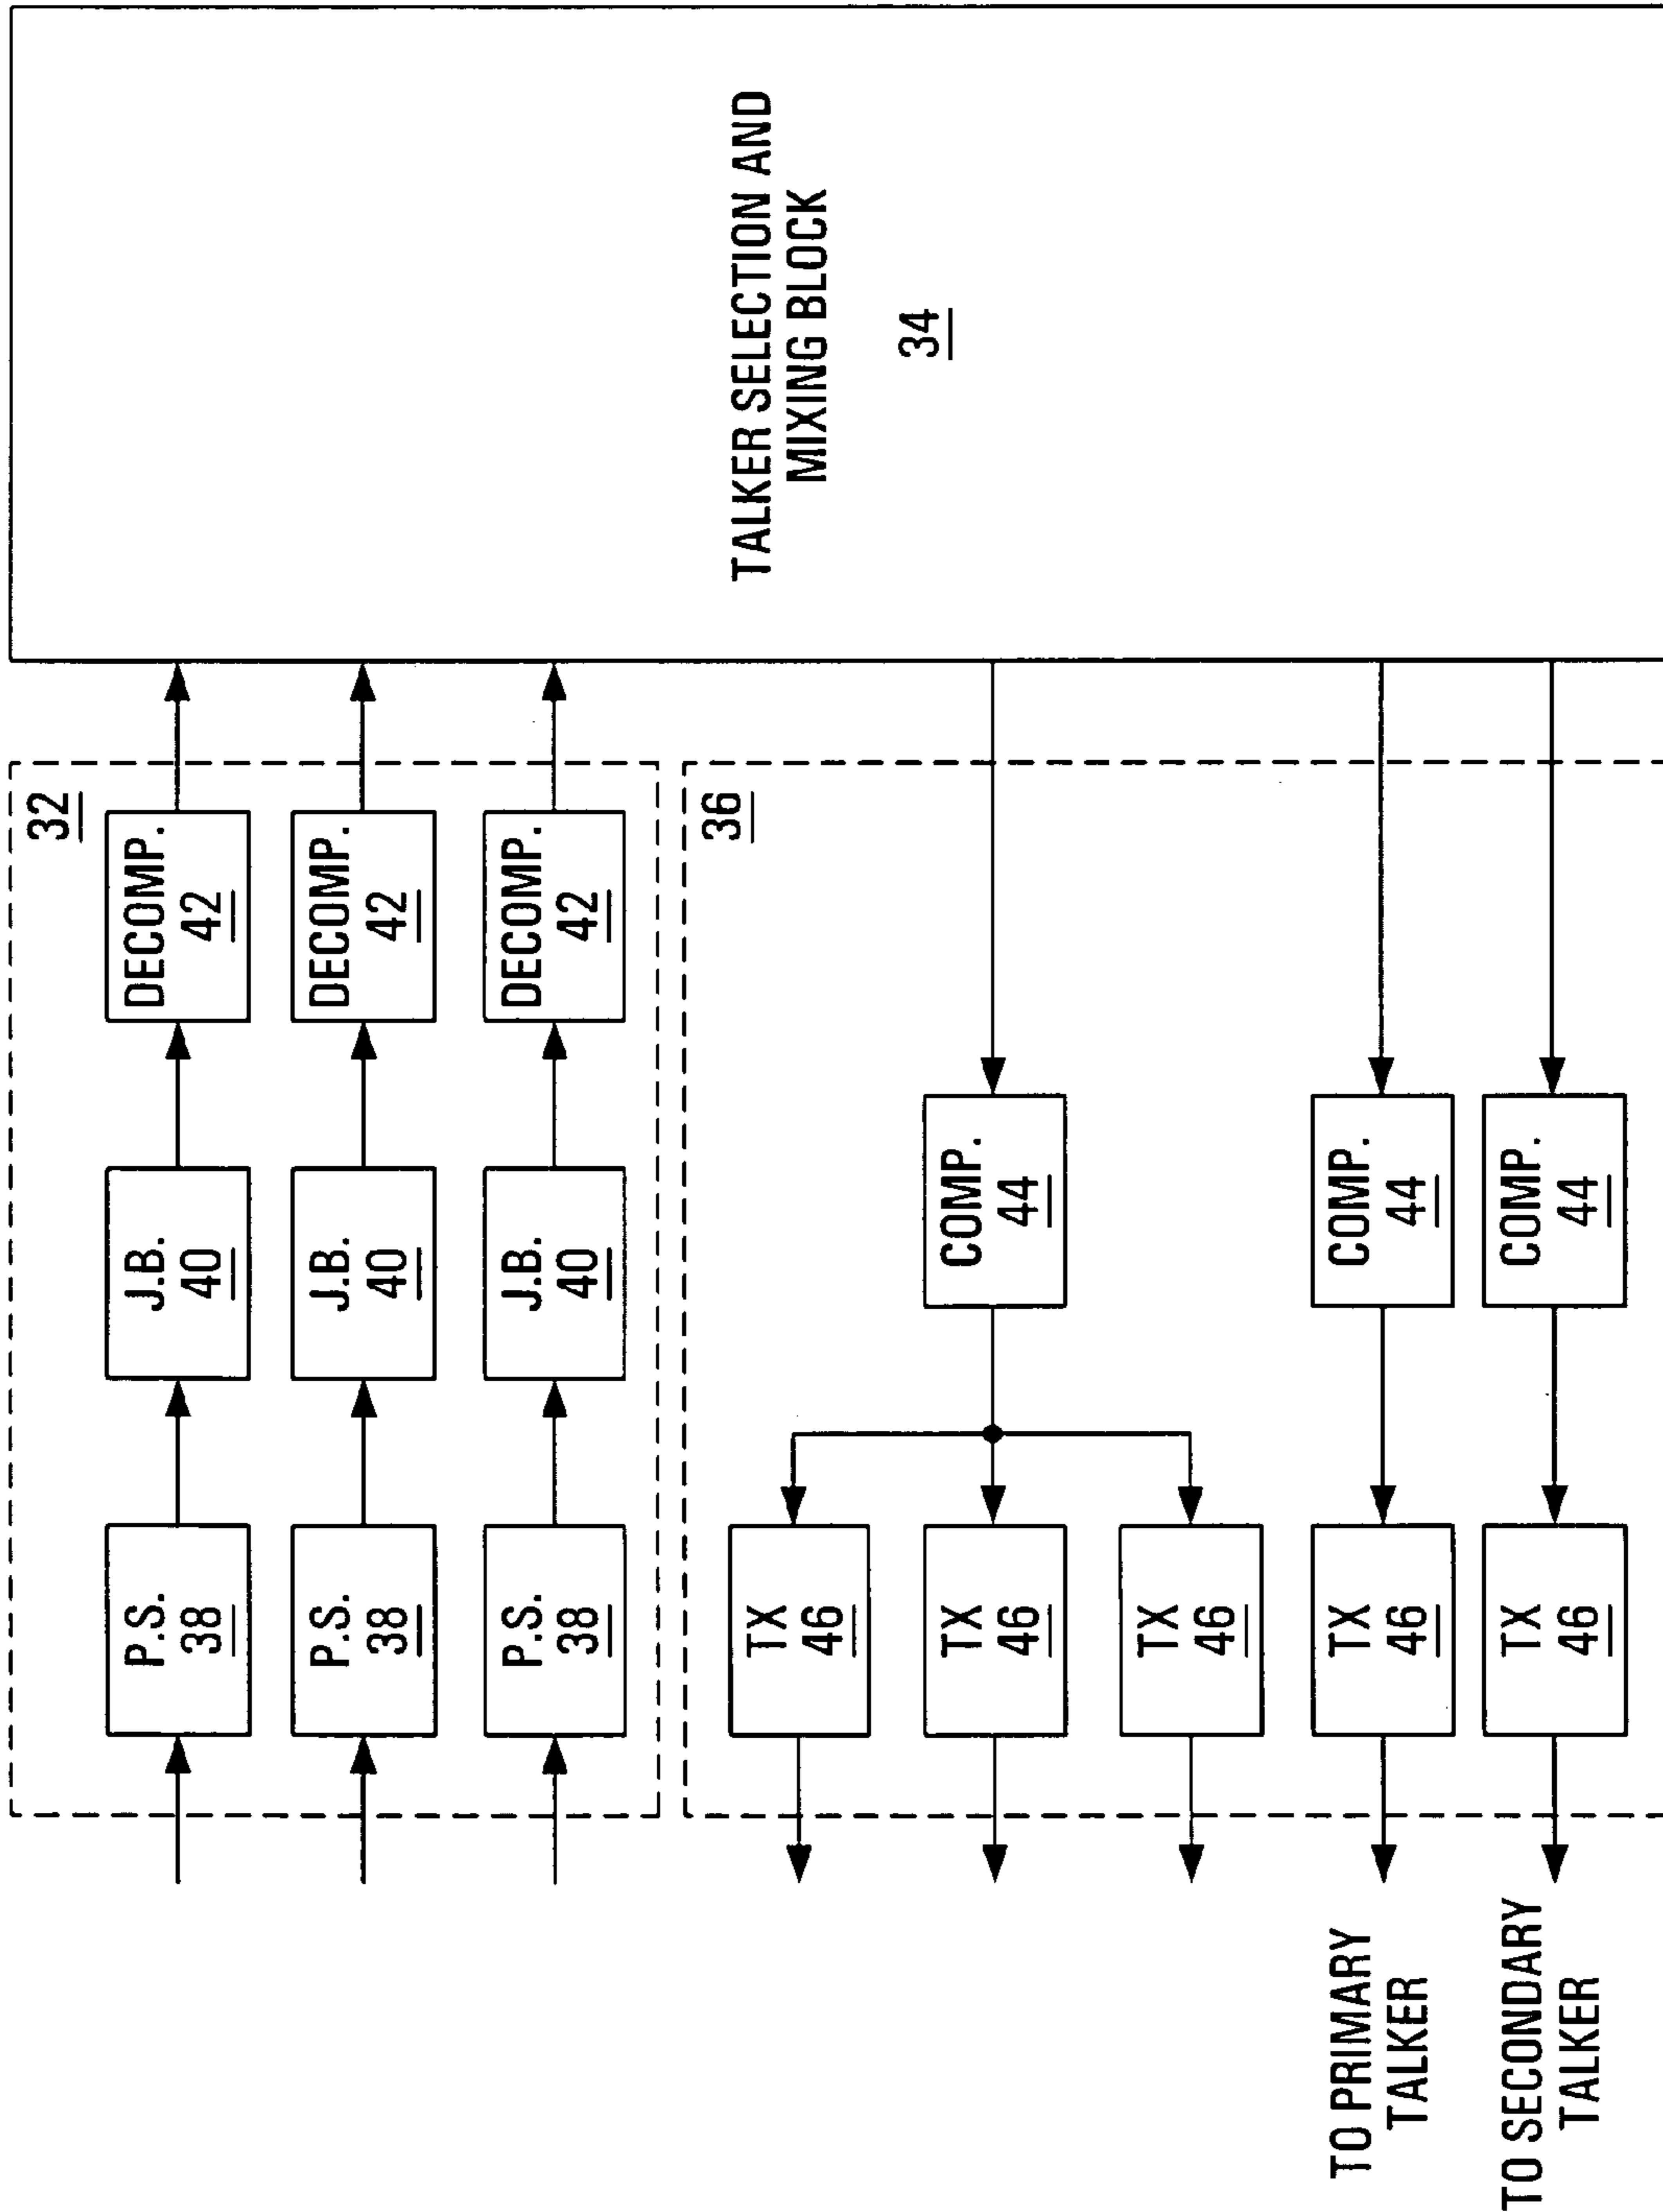 32
P.S.
38
J.B.
40
DECOMP.
42
P.S.
38
J.B.
40
DECOMP.
42
P.S.
38
J.B.
40
DECOMP.
42
TALKER SELECTION AND
MIXING BLOCK
34
36
TX
46
TX
46
COMP.
44
TX
46
TO PRIMARY
TALKER
TX
46
COMP.
44
TO SECONDARY
TALKER
TX
46
COMP.
44